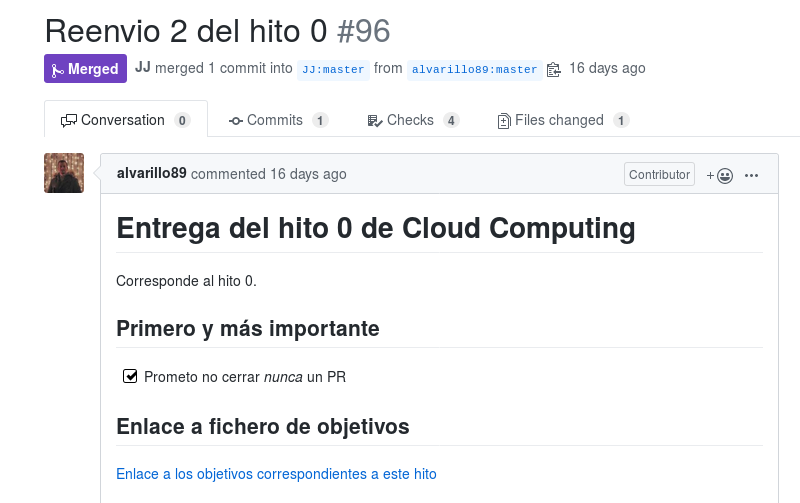 Reenvio 2 del hito 0 #96
Merged JJ merged 1 commit into JJ:master from alvarillo89:master 16 days ago
Conversation 0 Commits 1 Checks 4 Files changed 1
alvarillo89 commented 16 days ago Contributor + ...
Entrega del hito 0 de Cloud Computing
Corresponde al hito 0.
Primero y más importante
Prometo no cerrar nunca un PR
Enlace a fichero de objetivos
Enlace a los objetivos correspondientes a este hito